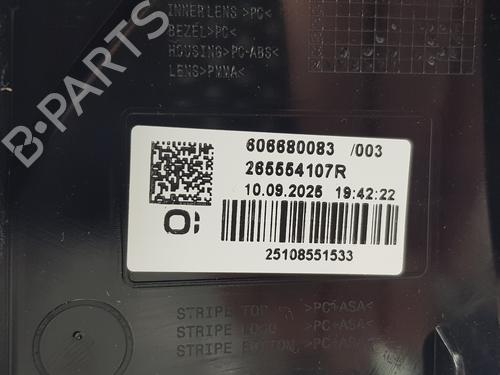 INNERLENS >PC<
BEZEL >PC<
HOUSING >PC-ABS<
LENS >PMMA<
606680083 /003
265554107R
10.09.2025 19:42:22
25108551533
STRIPE TOP >PC+ASA<
STRIPE LOGO >PC+ASA<
STRIPE BOTTOM, >PC+ASA<
B-PARTS